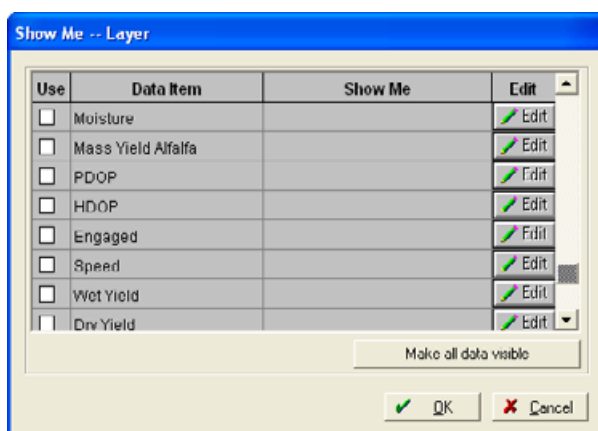 Show Me -- Layer
Use Data Item Show Me Edit
Moisture Edit
Mass Yield Alfalfa Edit
PDOP Edit
HDOP Edit
Engaged Edit
Speed Edit
Wet Yield Edit
Dry Yield Edit
Make all data visible
OK Cancel